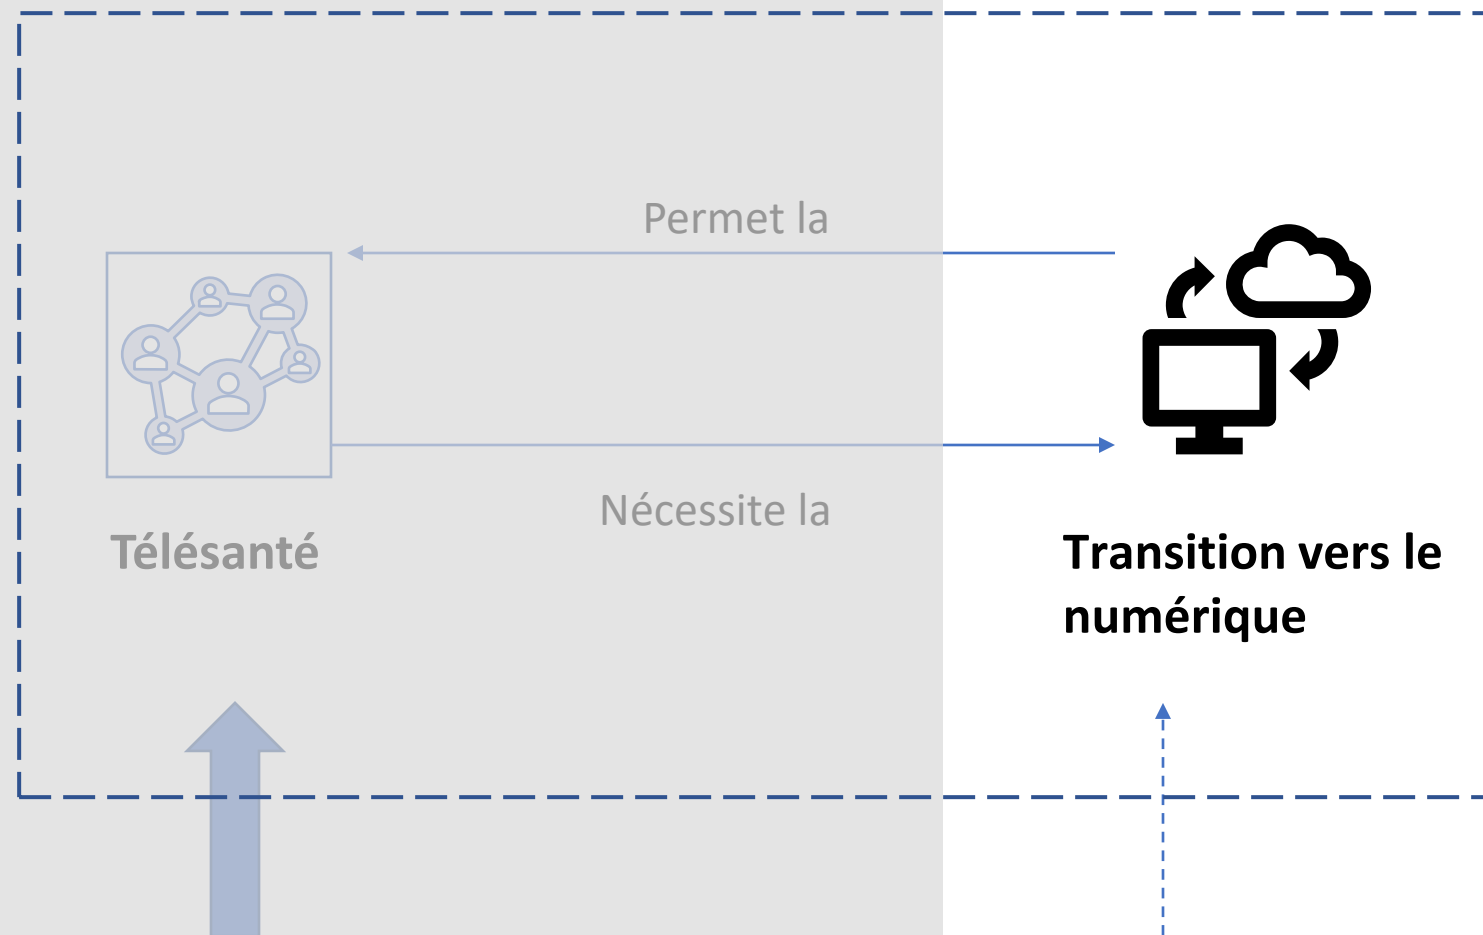 Permet la
Nécessite la
Télésanté
Transition vers le
numérique